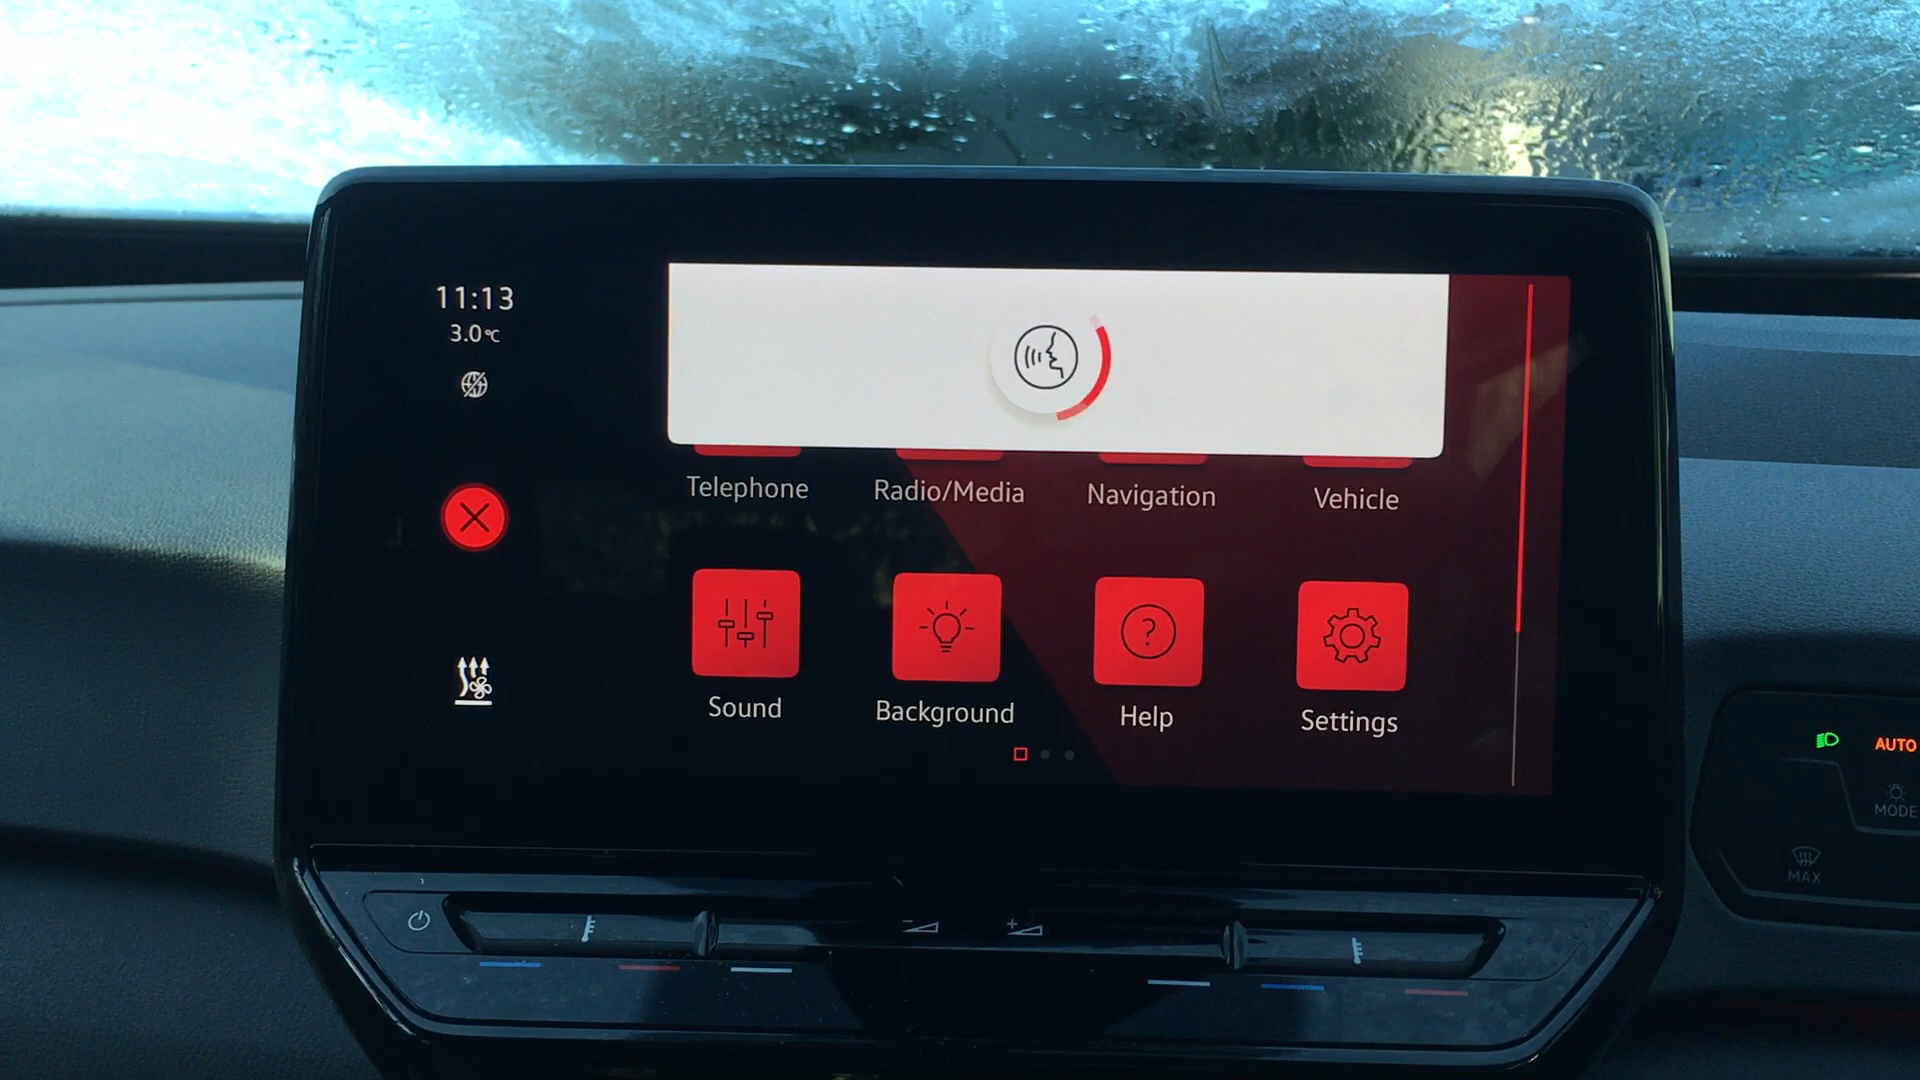 11:13
3.0°C
Telephone
Radio/Media
Navigation
Vehicle
Sound
Background
Help
Settings
AUTO
MODE
MAX